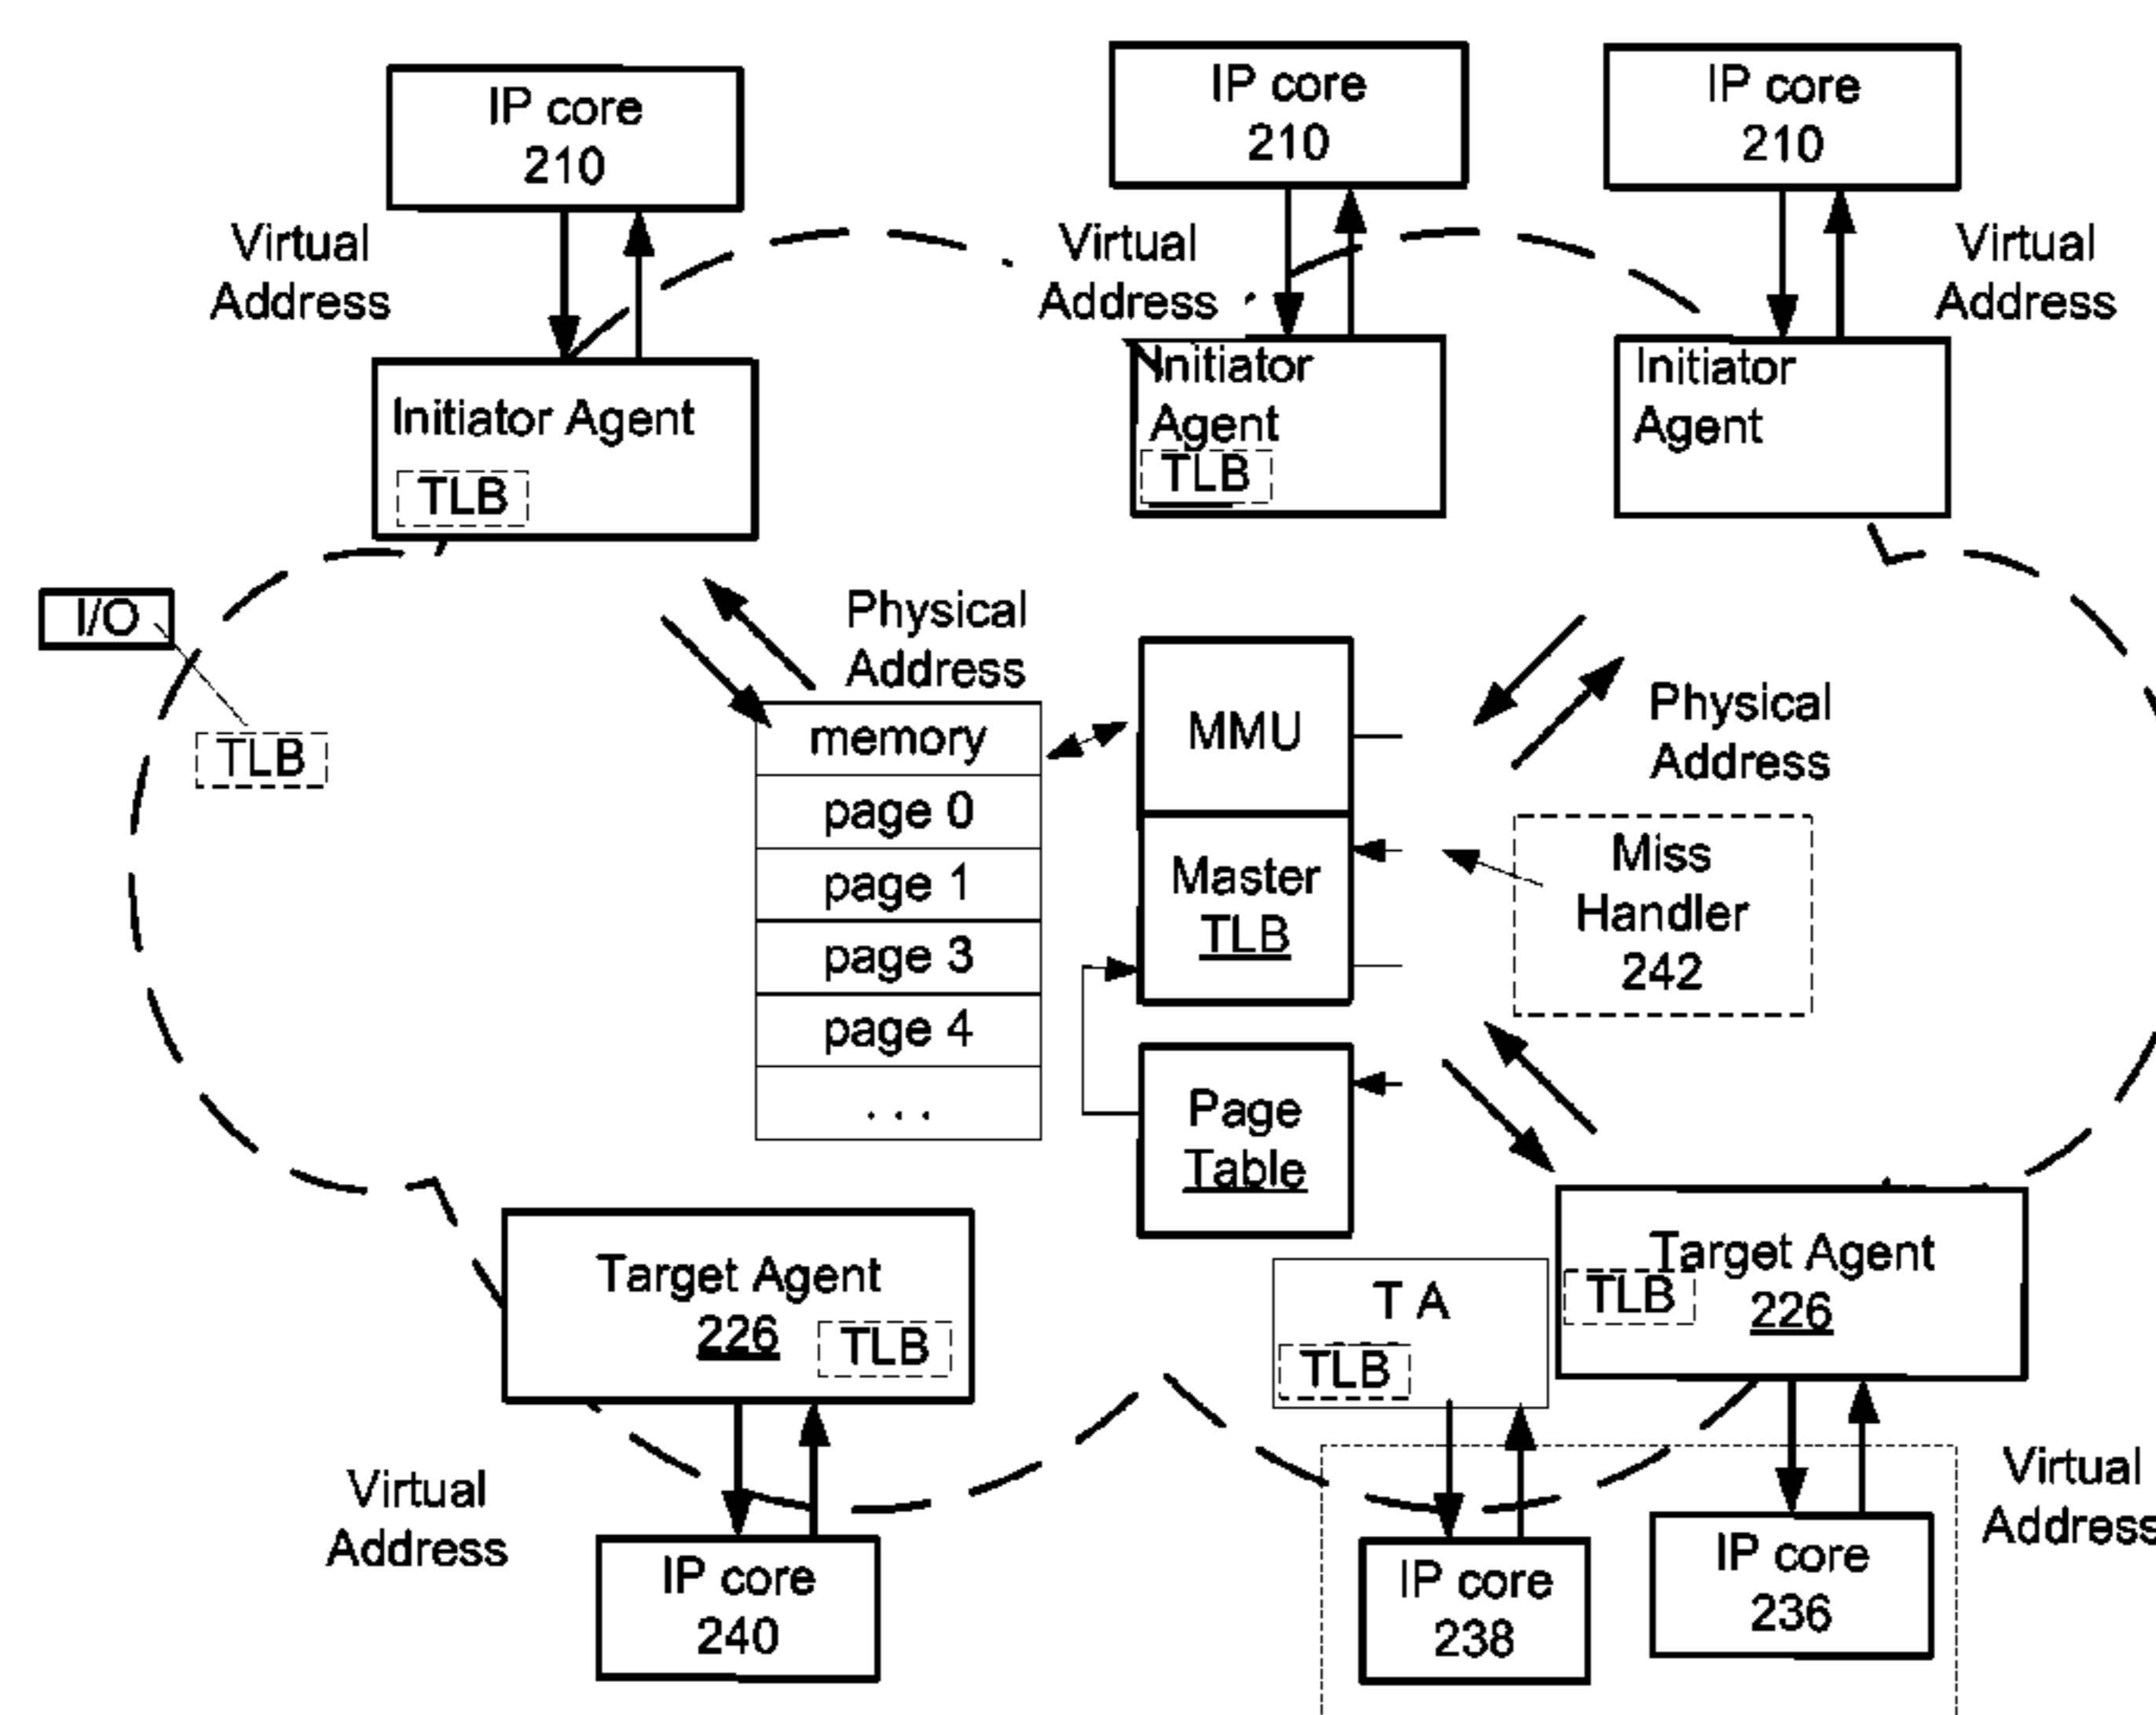 IP core
210
IP core
210
IP core
210
Virtual
Address
Virtual
Address
Virtual
Address
Initiator Agent
TLB
Initiator
Agent
TLB
Initiator
Agent
I/O
TLB
Physical
Address
memory
page 0
page 1
page 3
page 4
. . .
MMU
Master
TLB
Page
Table
Physical
Address
Miss
Handler
242
Target Agent
226
TLB
T A
TLB
Target Agent
TLB
226
Virtual
Address
IP core
240
IP core
238
IP core
236
Virtual
Address